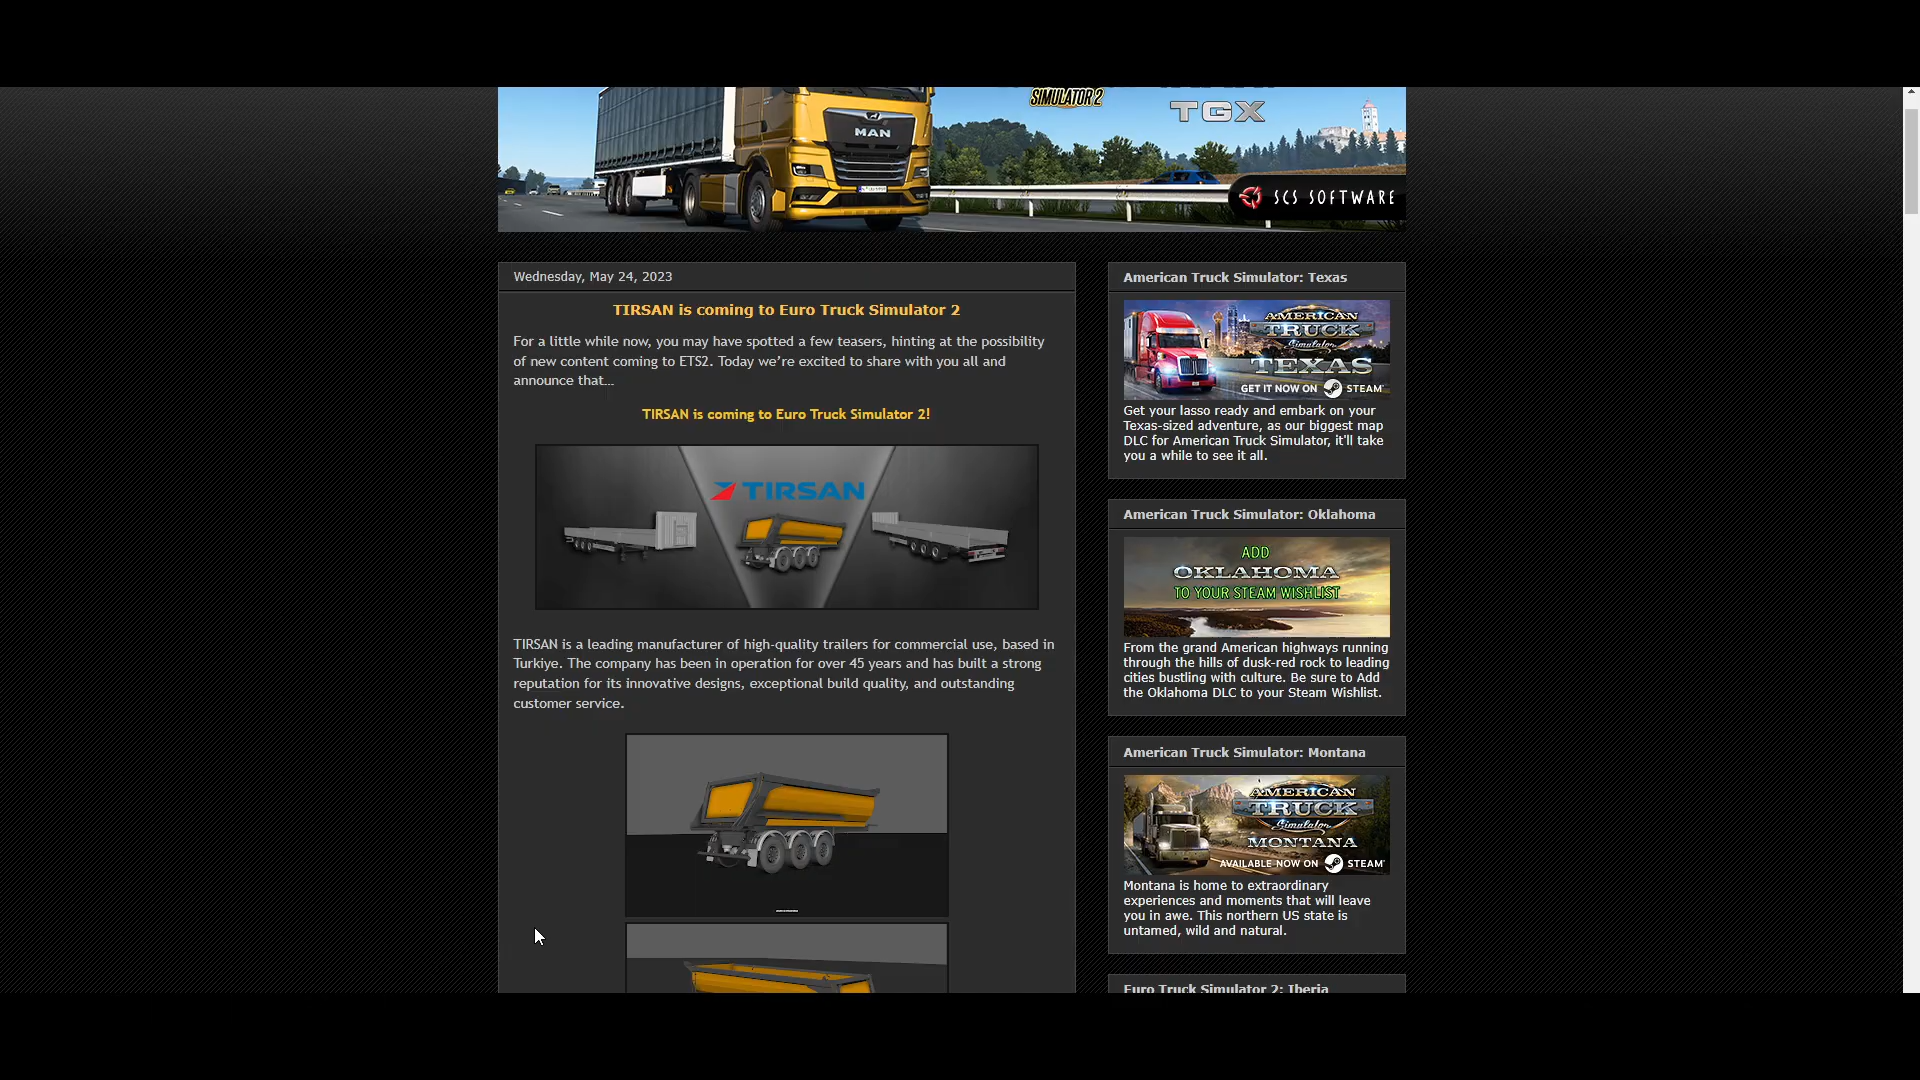 SIMULATOR 2
TGX
MAN
SCS SOFTWARE
Wednesday, May 24, 2023
TIRSAN is coming to Euro Truck Simulator 2
For a little while now, you may have spotted a few teasers, hinting at the possibility
of new content coming to ETS2. Today we’re excited to share with you all and
announce that...
TIRSAN is coming to Euro Truck Simulator 2!
TIRSAN
TIRSAN is a leading manufacturer of high-quality trailers for commercial use, based in
Turkiye. The company has been in operation for over 45 years and has built a strong
reputation for its innovative designs, exceptional build quality, and outstanding
customer service.
American Truck Simulator: Texas
AMERICAN
TRUCK
Simulator
TEXAS
GET IT NOW ON STEAM
Get your lasso ready and embark on your
Texas-sized adventure, as our biggest map
DLC for American Truck Simulator, it'll take
you a while to see it all.
American Truck Simulator: Oklahoma
ADD
OKLAHOMA
TO YOUR STEAM WISHLIST
From the grand American highways running
through the hills of dusk-red rock to leading
cities bustling with culture. Be sure to Add
the Oklahoma DLC to your Steam Wishlist.
American Truck Simulator: Montana
AMERICAN
TRUCK
Simulator
MONTANA
AVAILABLE NOW ON STEAM
Montana is home to extraordinary
experiences and moments that will leave
you in awe. This northern US state is
untamed, wild and natural.
Euro Truck Simulator 2: Iberia